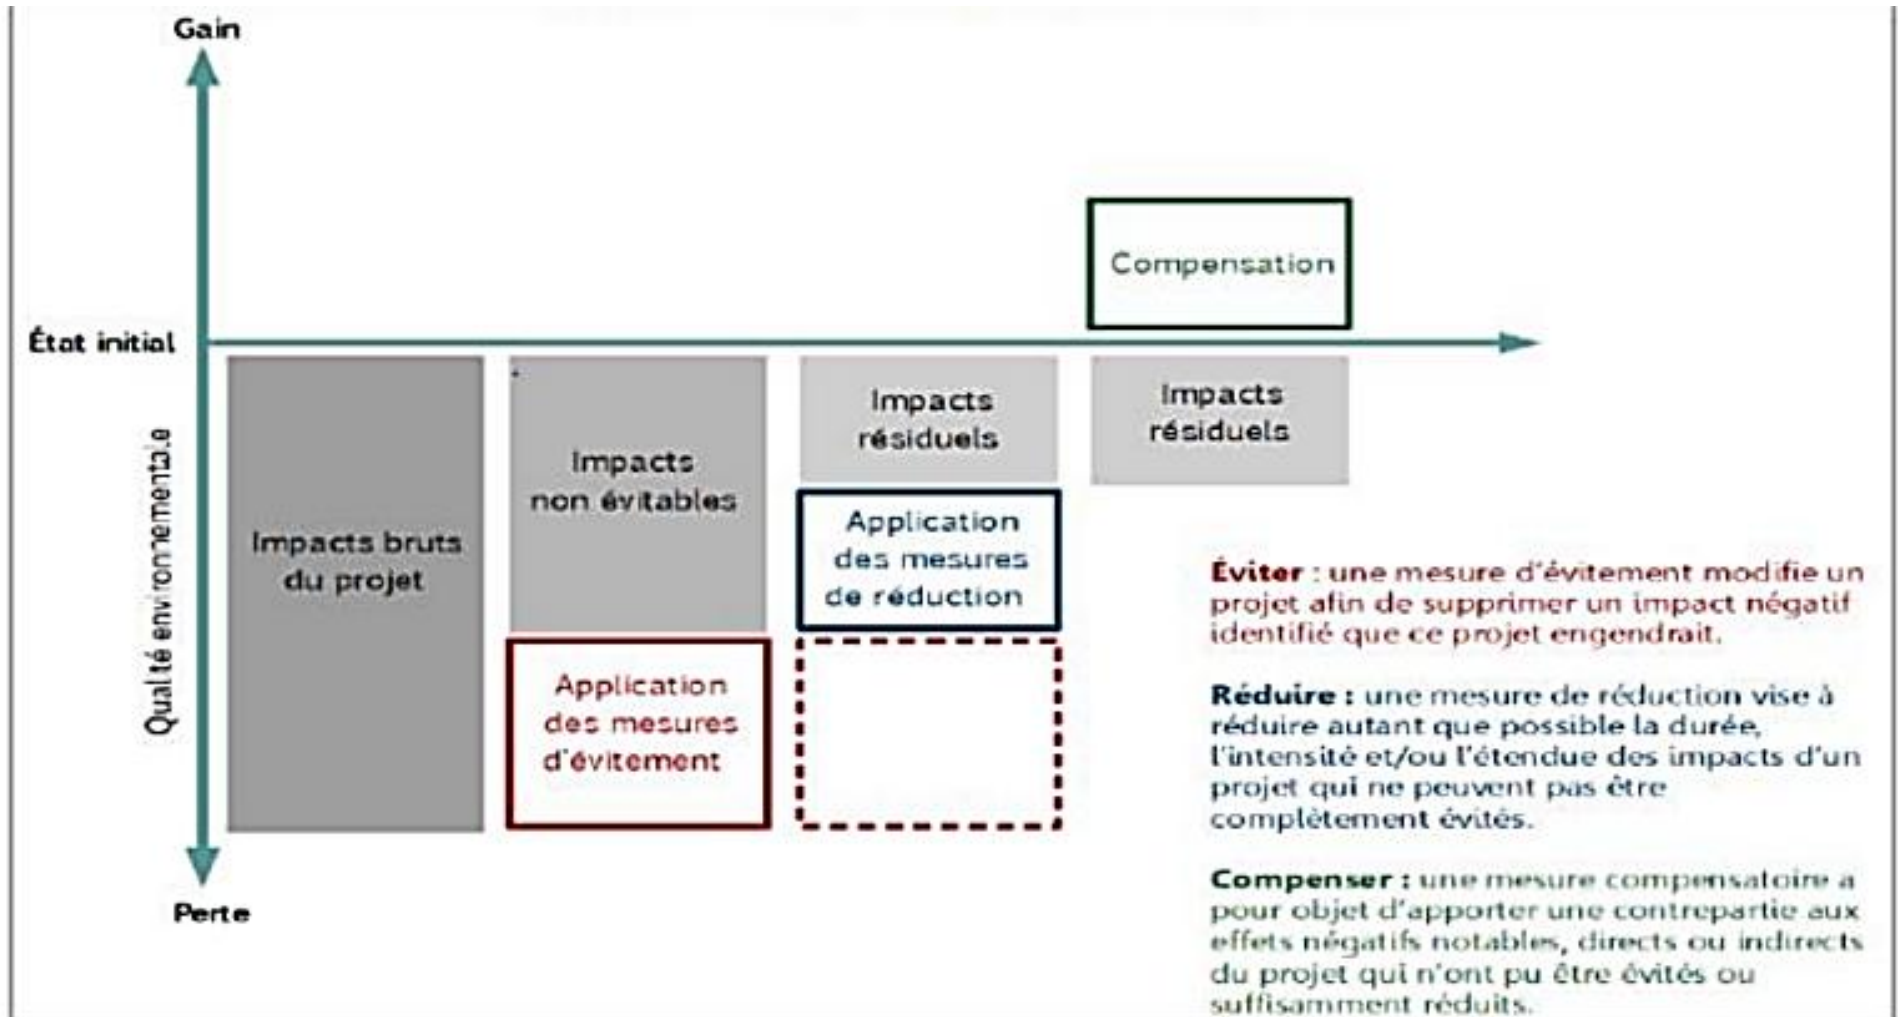 Gain
Compensation
État initial
Qualité environnementale
Impacts bruts
du projet
Impacts
non évitables
Application
des mesures
d'évitement
Impacts
résiduels
Application
des mesures
de réduction
Impacts
résiduels
Perte
Éviter : une mesure d'évitement modifie un
projet afin de supprimer un impact négatif
identifié que ce projet engendrait.
Réduire : une mesure de réduction vise à
réduire autant que possible la durée,
l'intensité et/ou l'étendue des impacts d'un
projet qui ne peuvent pas être
complètement évités.
Compenser : une mesure compensatoire a
pour objet d'apporter une contrepartie aux
effets négatifs notables, directs ou indirects
du projet qui n'ont pu être évités ou
suffisamment réduits.